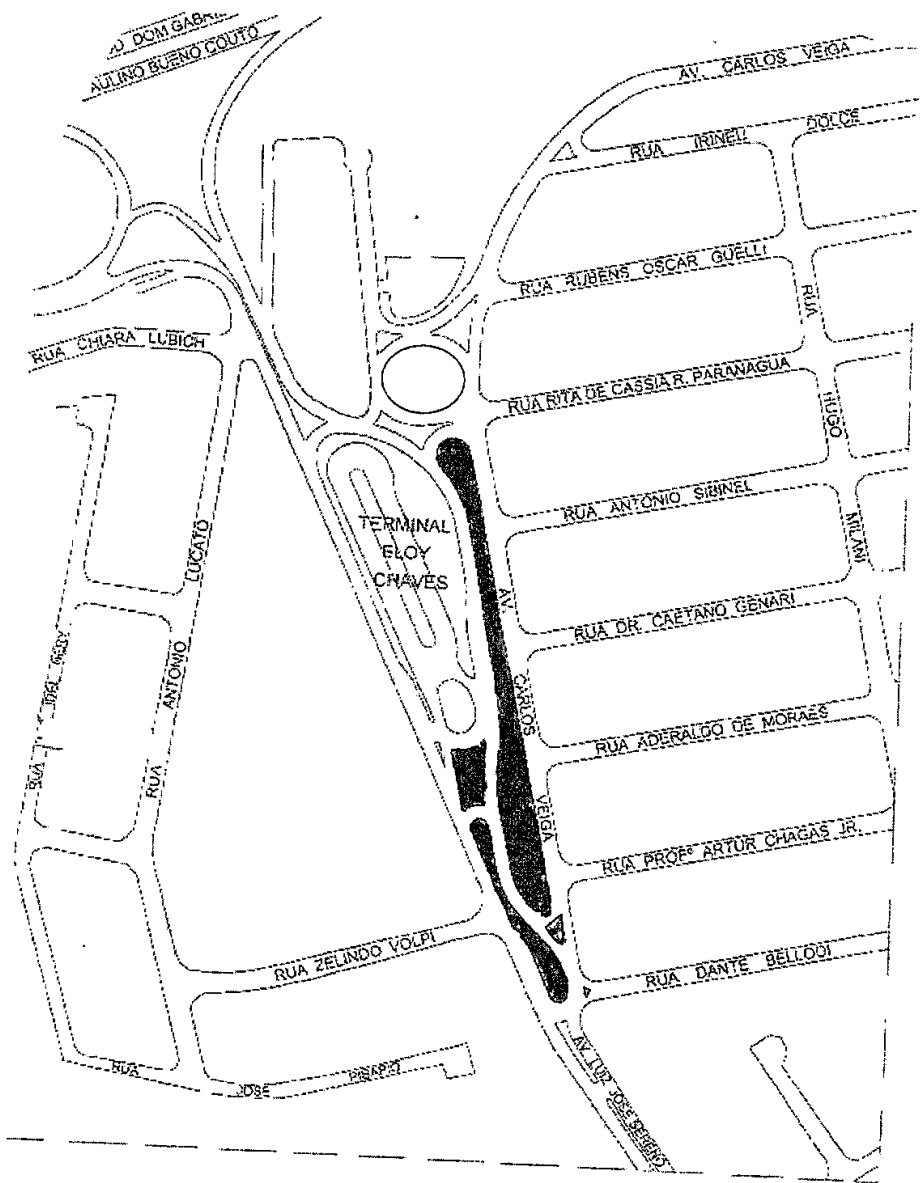 DOM GABR
AULINO BUENO COUTO
AV. CARLOS VEIGA
RUA IRINEU DOLCE
RUA RUBENS OSCAR GUELLI
RUA CHIARA LUBICH
RUA RITA DE CASSIA R. PARANAGUA
RUA HUGO MILANI
RUA ANTONIO SIBINEL
TERMINAL
ELOY
CHAVES
RUA ANTONIO LUCATO
AV. CARLOS VEIGA
RUA DR. CAETANO GENARI
RUA
RUA ADERALDO DE MORAES
RUA PROFº ARTUR CHAGAS JR.
RUA ZELINDO VOLPI
RUA DANTE BELLODI
RUA JOSE
AV. LUIZ JOSE SERENO